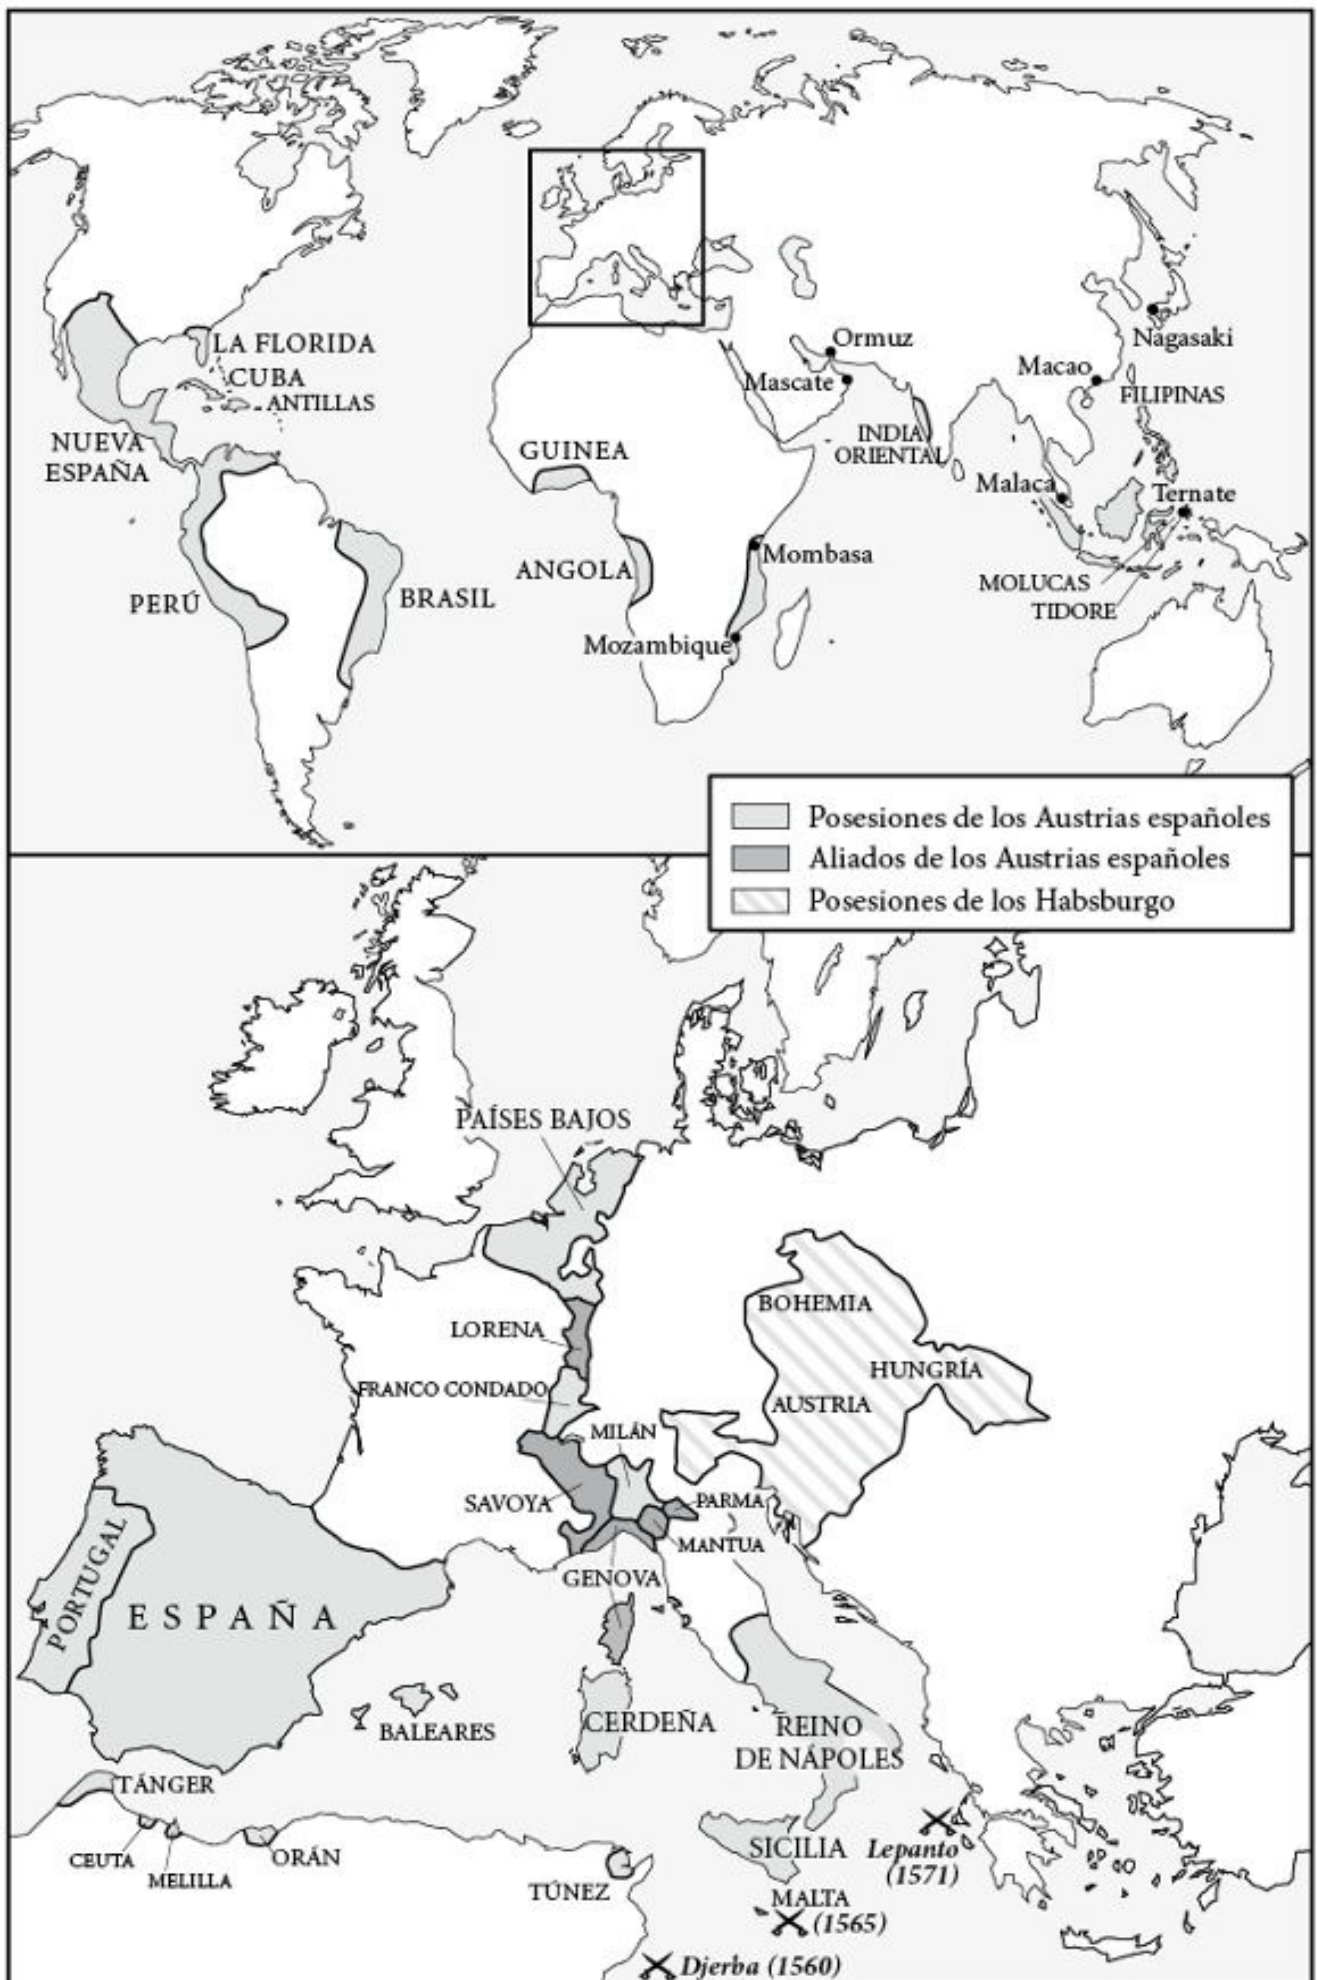 LA FLORIDA
CUBA
ANTILLAS
NUEVA
ESPAÑA
PERÚ
BRASIL
GUINEA
ANGOLA
Mozambique
Mombasa
Ormuz
Mascate
INDIA
ORIENTAL
Nagasaki
Macao
FILIPINAS
Malaca
Ternate
MOLUCAS
TIDORE
Posesiones de los Austrias españoles
Aliados de los Austrias españoles
Posesiones de los Habsburgo
PAÍSES BAJOS
LORENA
FRANCO CONDADO
MILÁN
SAVOYA
PARMA
MANTUA
GENOVA
BOHEMIA
HUNGRÍA
AUSTRIA
PORTUGAL
ESPAÑA
BALEARES
CERDEÑA
REINO
DE NÁPOLES
SICILIA
Lepanto
(1571)
MALTA
(1565)
Djerba (1560)
TÁNGER
CEUTA
MELILLA
ORÁN
TÚNEZ